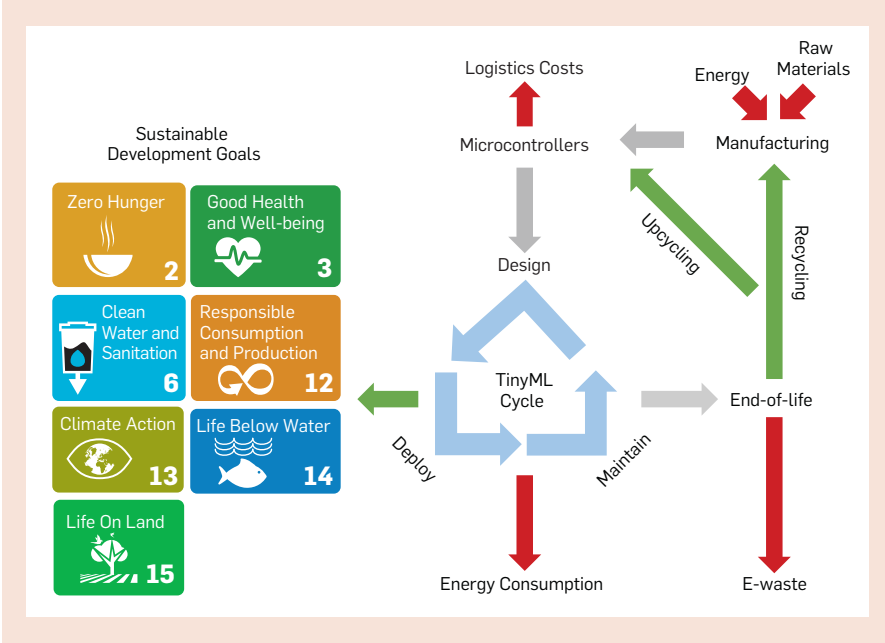 Sustainable
Development Goals
Zero Hunger
2
Good Health
and Well-being
3
Clean
Water and
Sanitation
6
Responsible
Consumption
and Production
12
Climate Action
13
Life Below Water
14
Life On Land
15
Logistics Costs
Microcontrollers
Design
TinyML
Cycle
Deploy
Maintain
Energy Consumption
Energy
Raw
Materials
Manufacturing
Upcycling
Recycling
End-of-life
E-waste